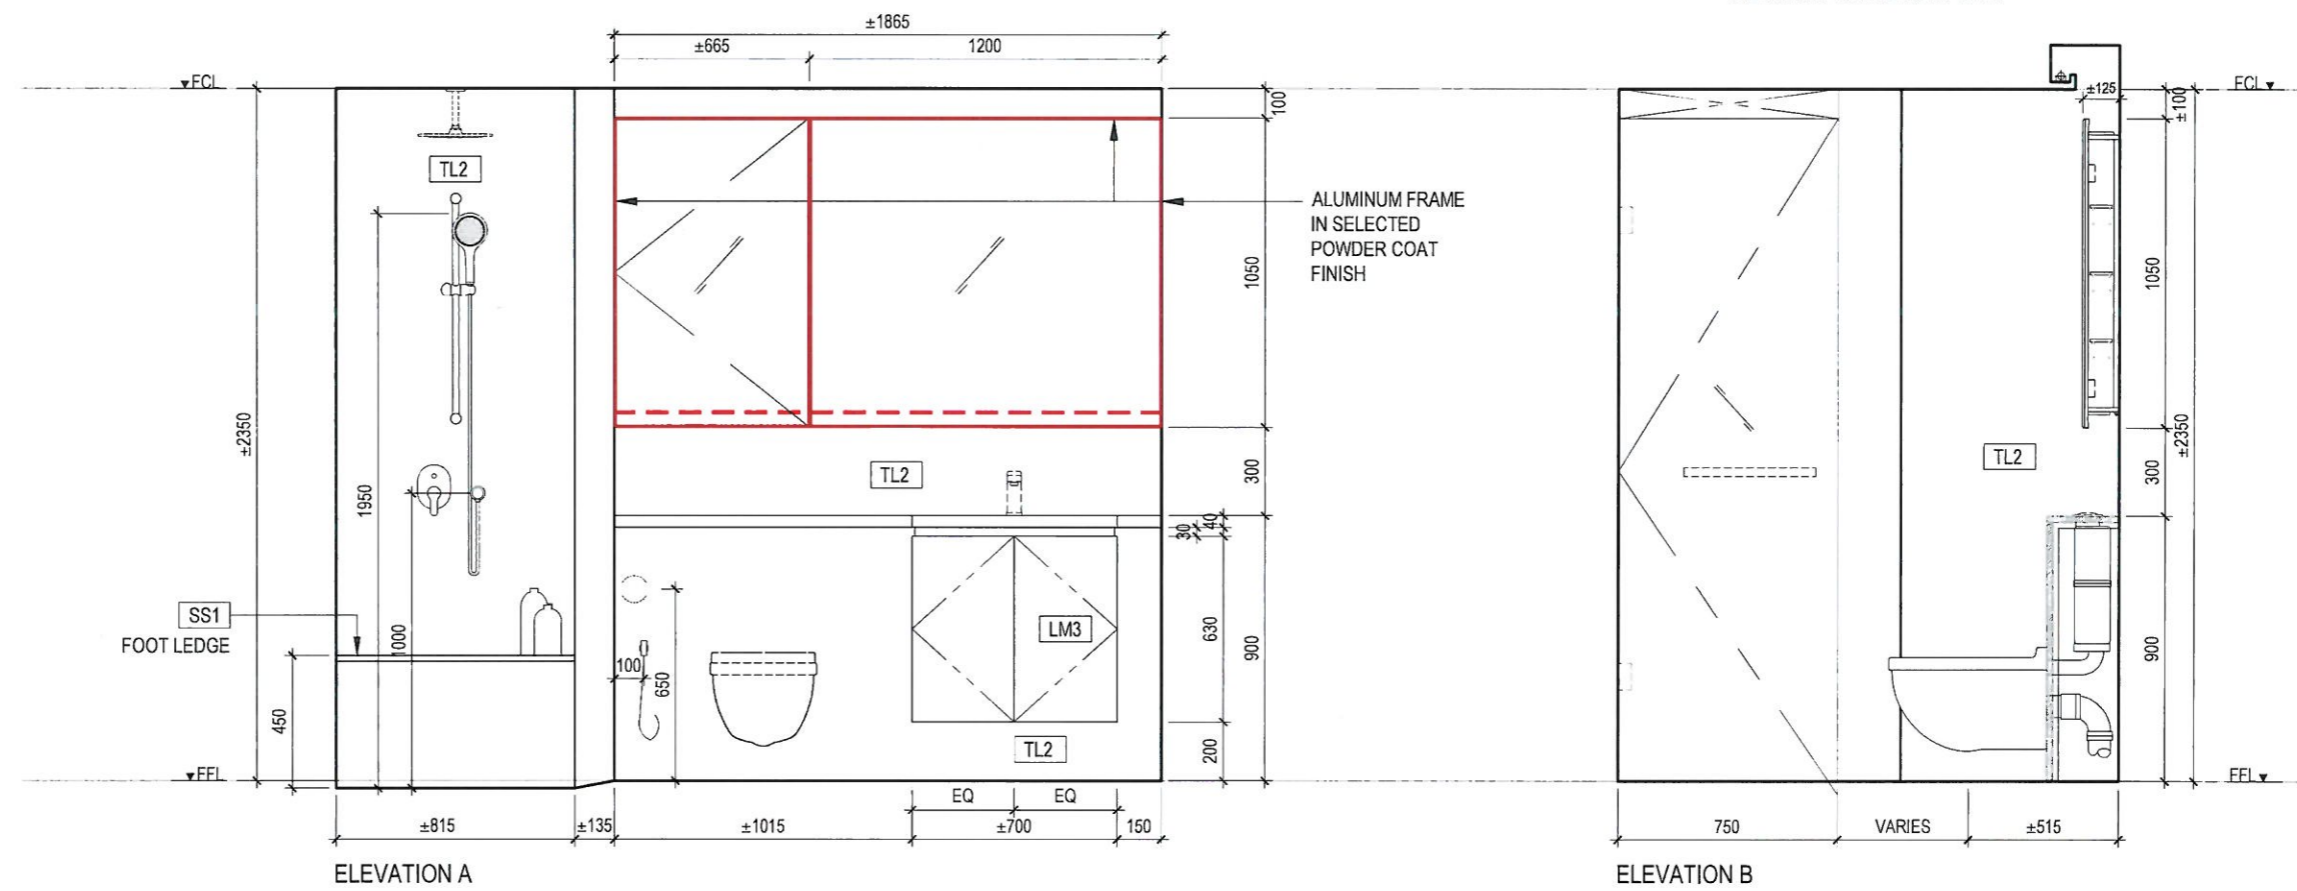 ±1865
±665
1200
FCL
100
±125
FCL
±100
TL2
ALUMINUM FRAME
IN SELECTED
POWDER COAT
FINISH
1050
1050
±2350
1950
TL2
300
TL2
300
±2350
40
30
SS1
FOOT LEDGE
1000
LM3
630
900
900
100
650
450
TL2
200
FFL
FFL
EQ
EQ
±815
±135
±1015
±700
150
750
VARIES
±515
ELEVATION A
ELEVATION B